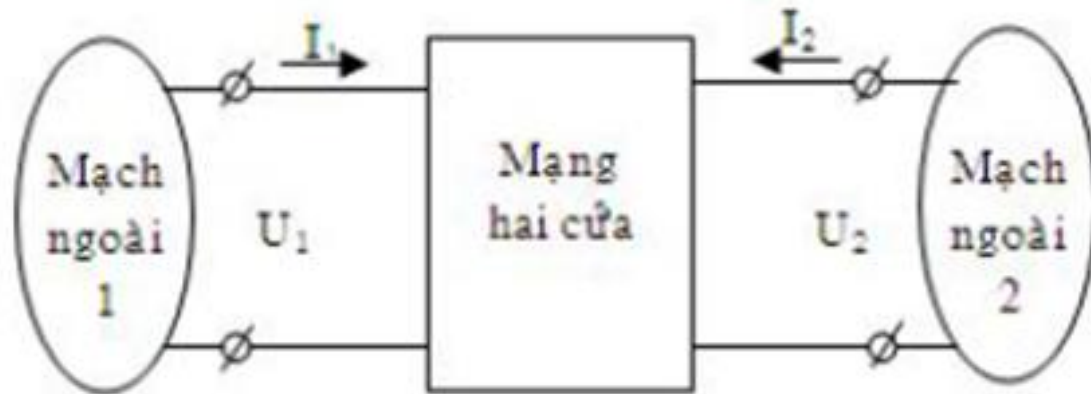 I₁
I₂
Mạch
ngoài
1
U₁
Mạng
hai cửa
U₂
Mạch
ngoài
2